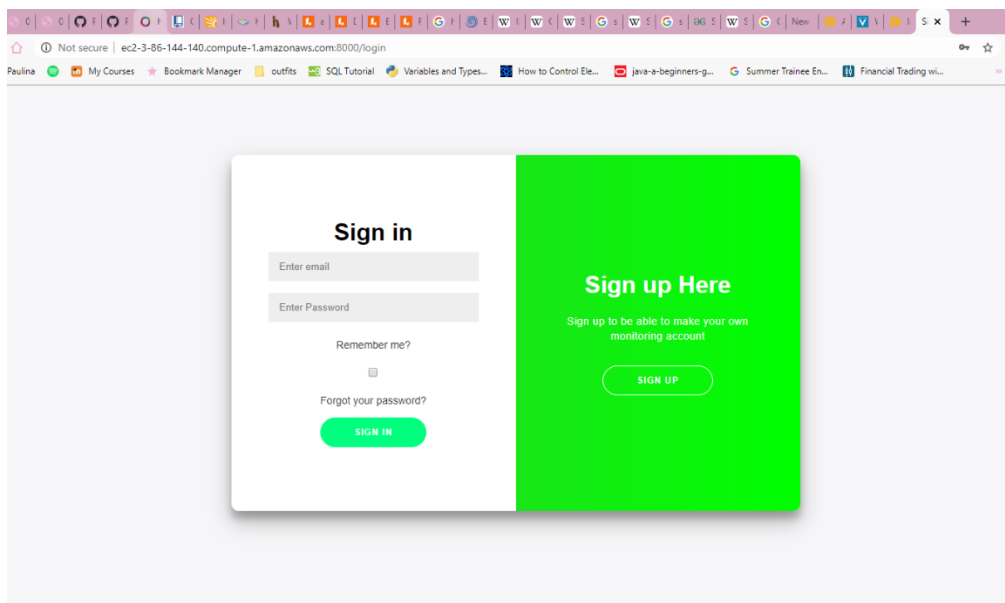 New
Not secure | ec2-3-86-144-140.compute-1.amazonaws.com:8000/login
Paulina My Courses Bookmark Manager outfits SQL Tutorial Variables and Types... How to Control Ele... java-a-beginners-g... Summer Trainee En... Financial Trading wi... »
Sign in
Enter email
Enter Password
Remember me?
Forgot your password?
SIGN IN
Sign up Here
Sign up to be able to make your own
monitoring account
SIGN UP